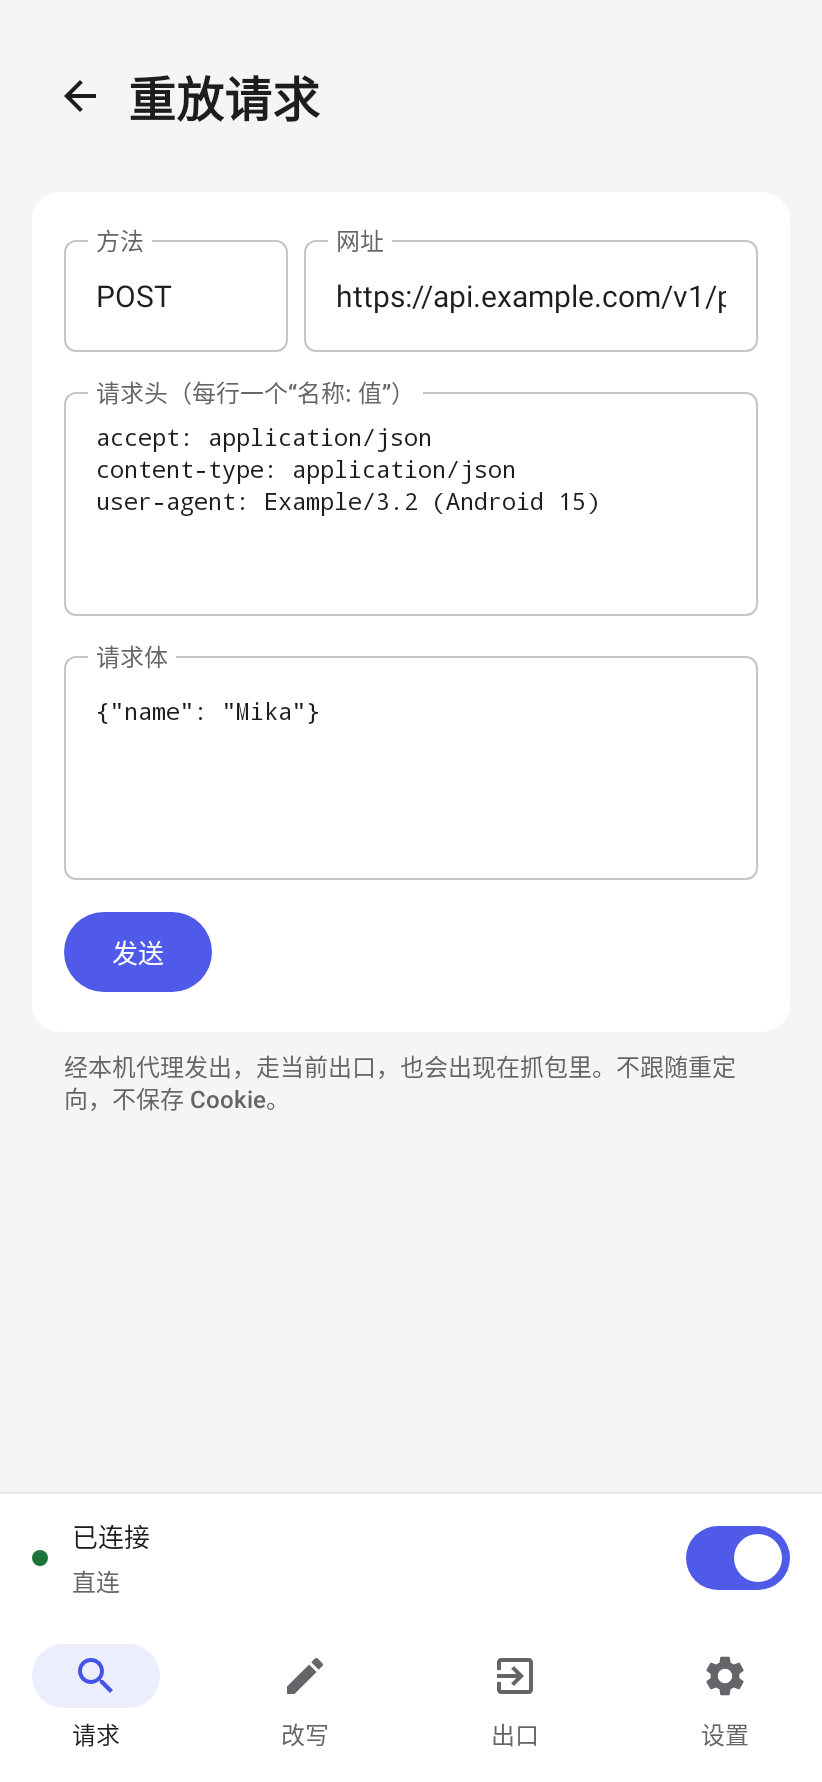 重放请求
方法
网址
POST
https://api.example.com/v1/p
请求头（每行一个“名称: 值”）
accept: application/json
content-type: application/json
user-agent: Example/3.2 (Android 15)
请求体
{"name": "Mika"}
发送
经本机代理发出，走当前出口，也会出现在抓包里。不跟随重定
向，不保存 Cookie。
已连接
直连
请求
改写
出口
设置